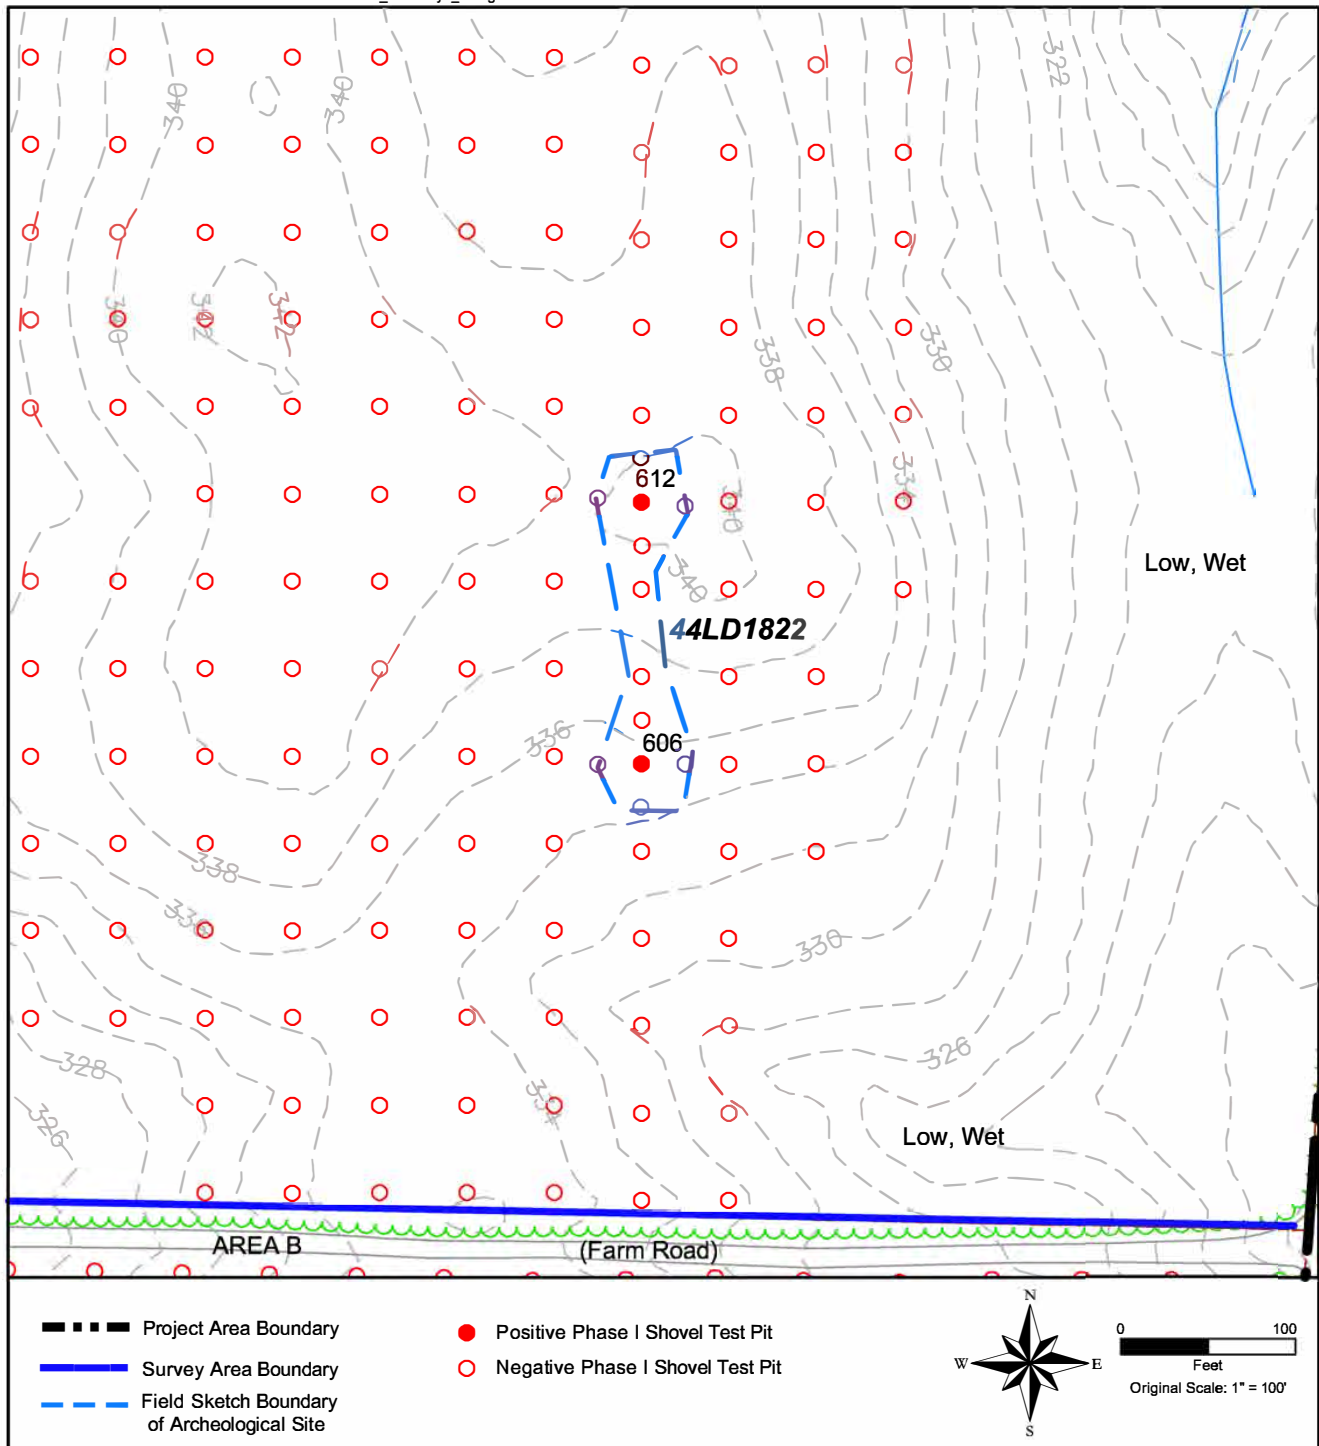 340
340
322
340
342
342
338
330
612
334
340
Low, Wet
340
44LD1822
336
606
338
336
330
328
326
326
334
Low, Wet
AREA B
(Farm Road)
Project Area Boundary
Survey Area Boundary
Field Sketch Boundary
of Archeological Site
Positive Phase I Shovel Test Pit
Negative Phase I Shovel Test Pit
N
W
E
S
0
100
Feet
Original Scale: 1" = 100'